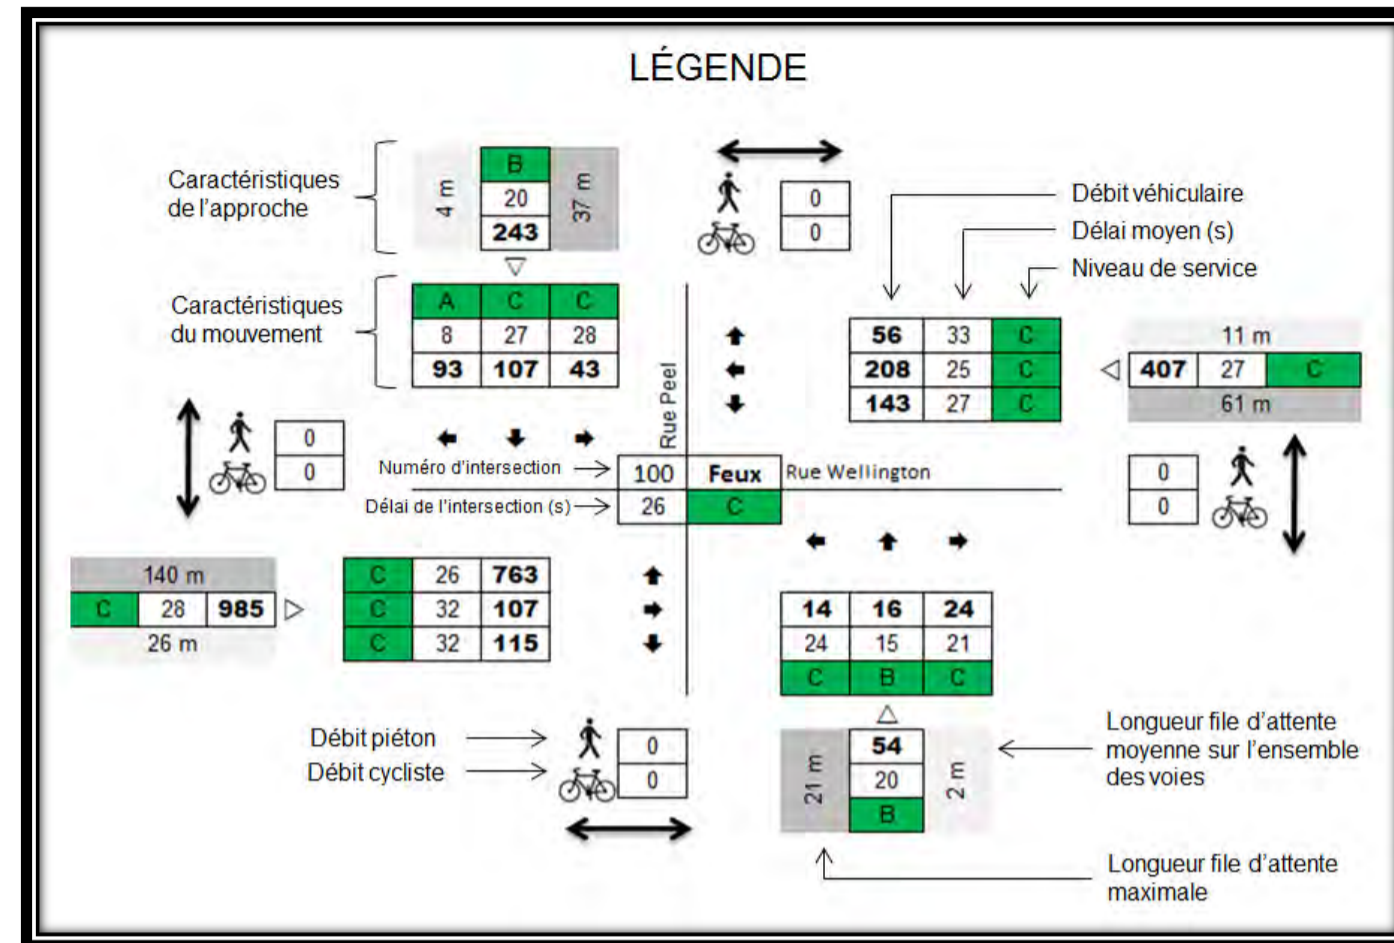 LÉGENDE
Caractéristiques
de l'approche
4 m
B
20
243
37 m
0
0
Débit véhiculaire
Délai moyen (s)
Niveau de service
Caractéristiques
du mouvement
A C C
8 27 28
93 107 43
56 33 C
208 25 C
143 27 C
11 m
407 27 C
61 m
Rue Peel
0
0
Numéro d'intersection
100 Feux
Rue Wellington
Délai de l'intersection (s)
26 C
0
0
140 m
C 28 985
26 m
C 26 763
C 32 107
C 32 115
14 16 24
24 15 21
C B C
Débit piéton
Débit cycliste
0
0
21 m
54
20
B
2 m
Longueur file d'attente
moyenne sur l'ensemble
des voies
Longueur file d'attente
maximale